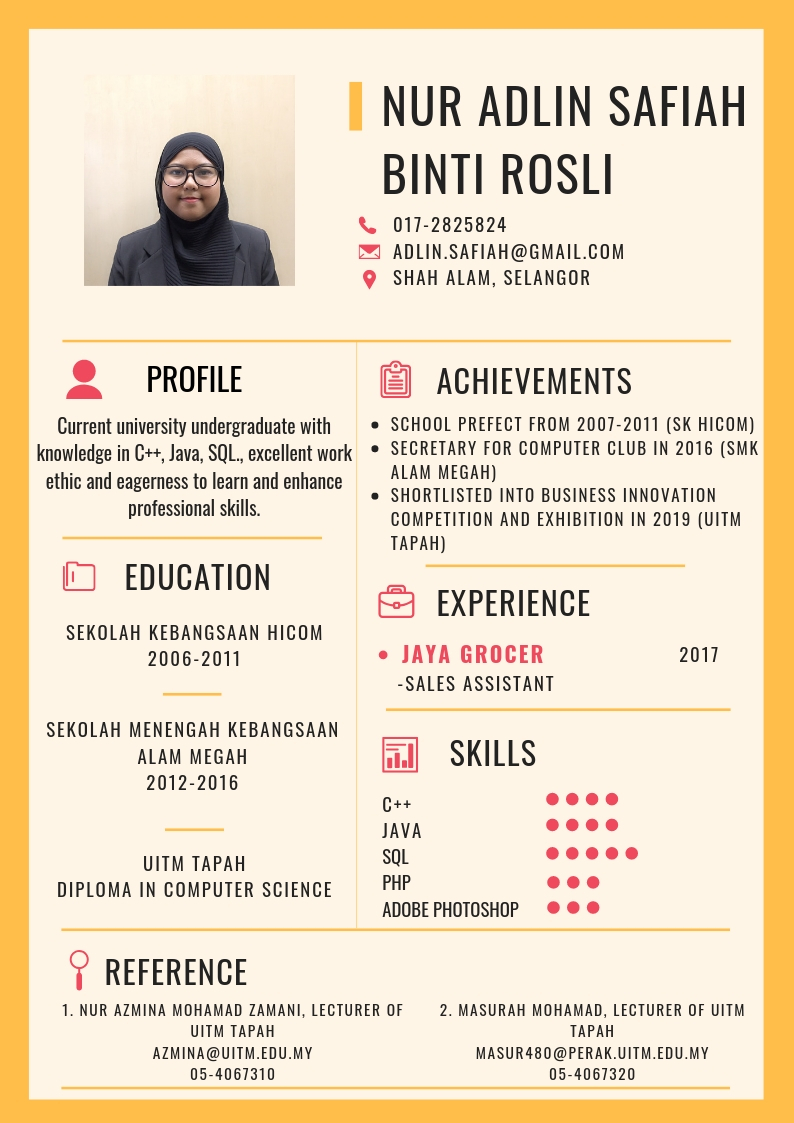 NUR ADLIN SAFIAH
BINTI ROSLI
017-2825824
ADLIN.SAFIAH@GMAIL.COM
SHAH ALAM, SELANGOR
PROFILE
Current university undergraduate with
knowledge in C++, Java, SQL., excellent work
ethic and eagerness to learn and enhance
professional skills.
EDUCATION
SEKOLAH KEBANGSAAN HICOM
2006-2011
SEKOLAH MENENGAH KEBANGSAAN
ALAM MEGAH
2012-2016
UITM TAPAH
DIPLOMA IN COMPUTER SCIENCE
ACHIEVEMENTS
SCHOOL PREFECT FROM 2007-2011 (SK HICOM)
SECRETARY FOR COMPUTER CLUB IN 2016 (SMK
ALAM MEGAH)
SHORTLISTED INTO BUSINESS INNOVATION
COMPETITION AND EXHIBITION IN 2019 (UITM
TAPAH)
EXPERIENCE
JAYA GROCER 2017
-SALES ASSISTANT
SKILLS
C++
JAVA
SQL
PHP
ADOBE PHOTOSHOP
REFERENCE
1. NUR AZMINA MOHAMAD ZAMANI, LECTURER OF
UITM TAPAH
AZMINA@UITM.EDU.MY
05-4067310
2. MASURAH MOHAMAD, LECTURER OF UITM
TAPAH
MASUR480@PERAK.UITM.EDU.MY
05-4067320